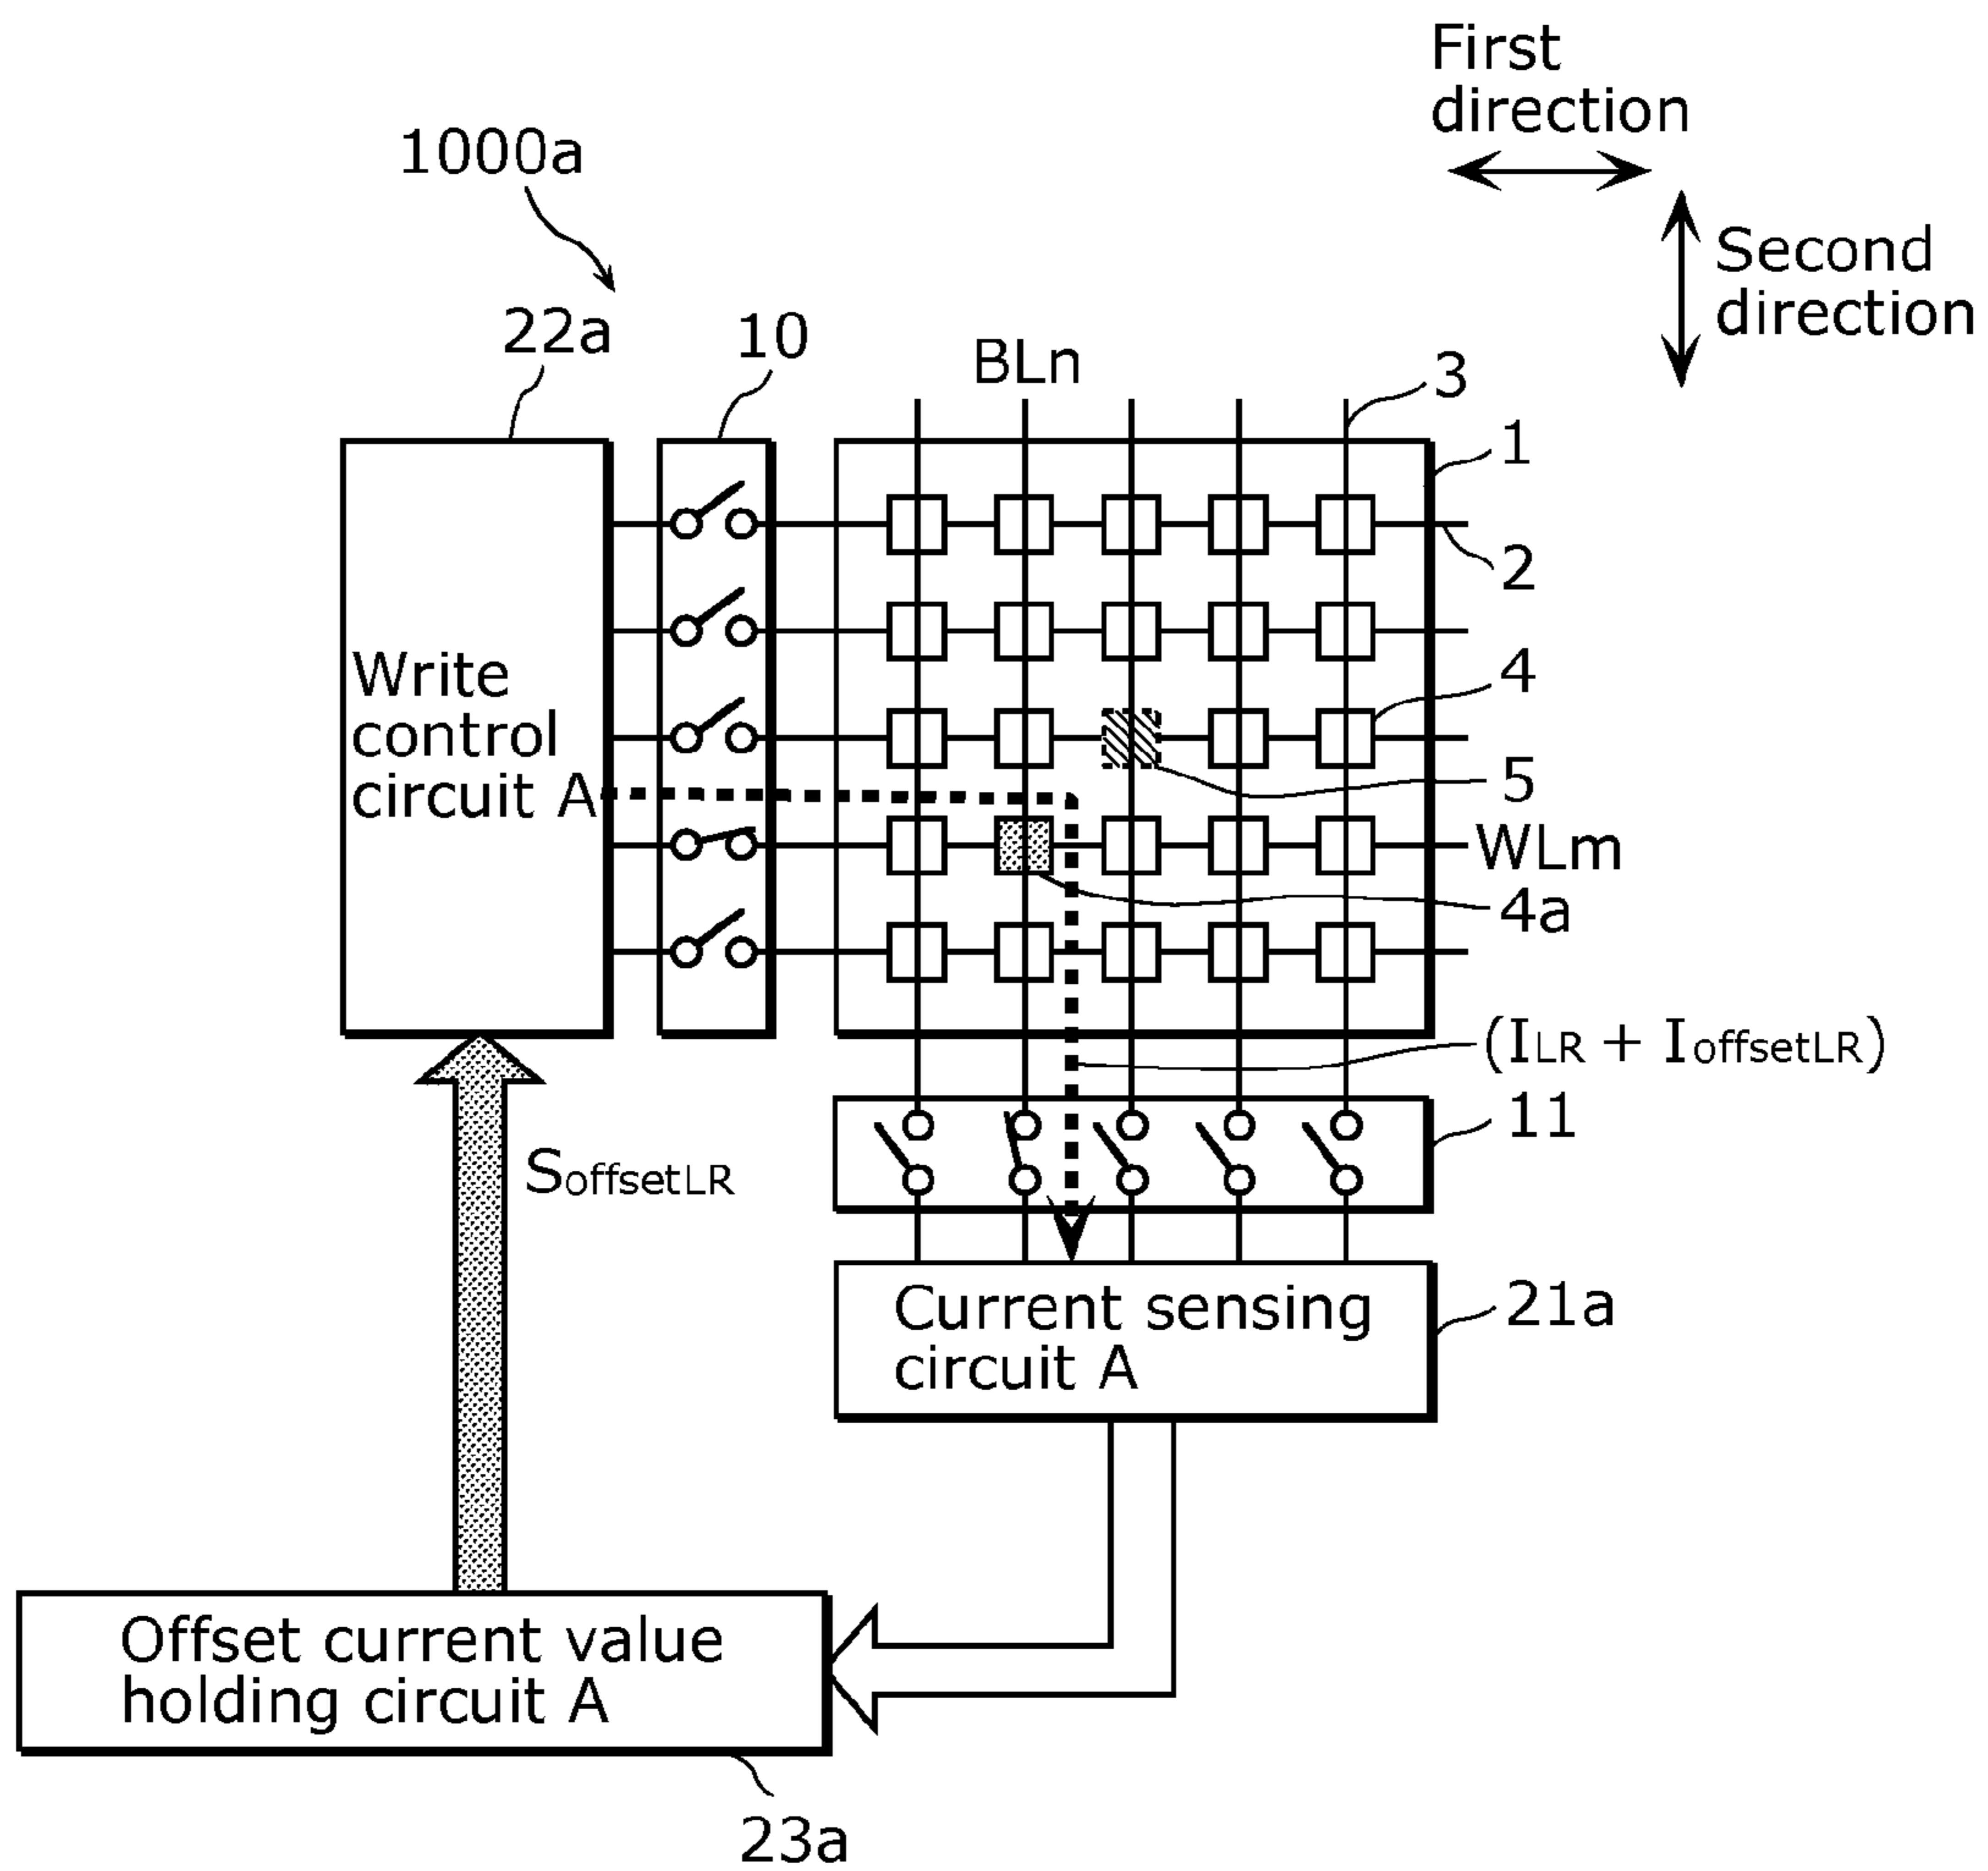 First
direction
1000a
Second
direction
22a
10
BLn
3
1
2
Write
control
circuit A
4
5
WLm
4a
(ILR + IoffsetLR)
11
SoffsetLR
Current sensing
circuit A
21a
Offset current value
holding circuit A
23a